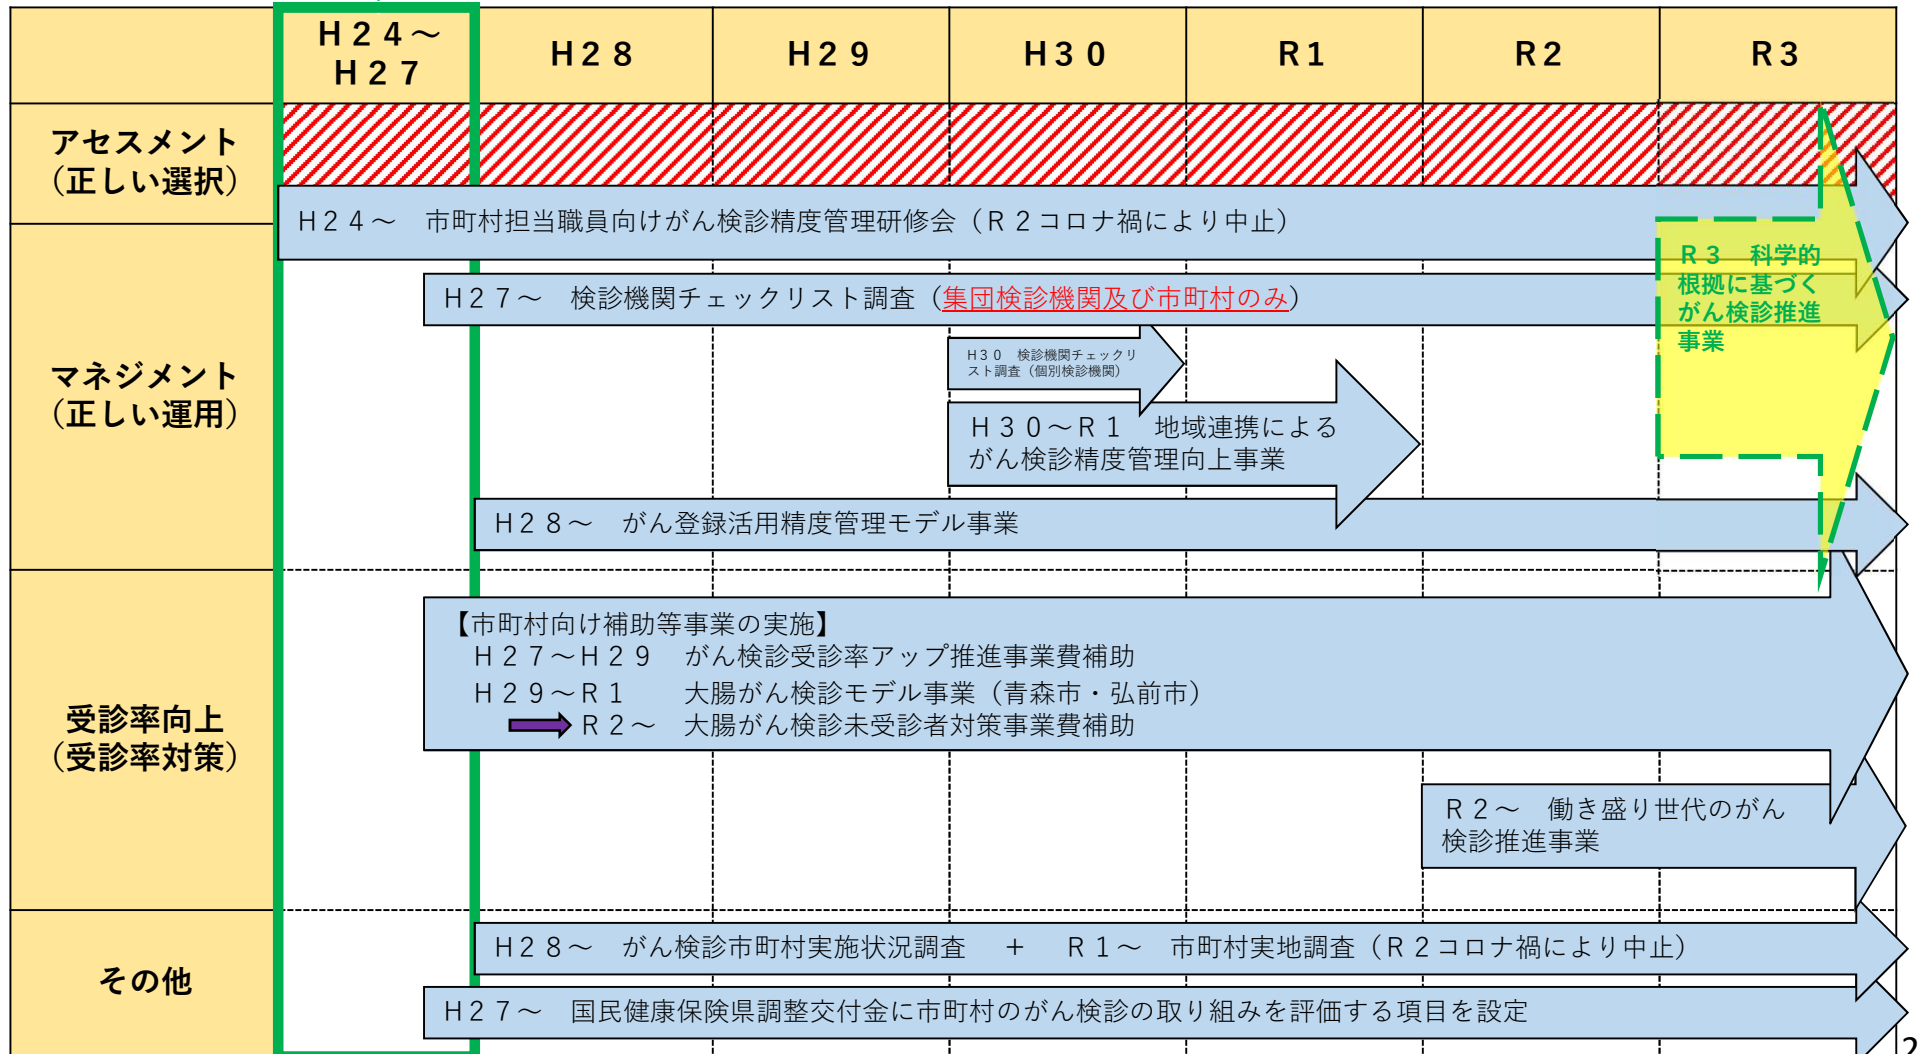 H24～
H27
H28
H29
H30
R1
R2
R3
アセスメント
（正しい選択）
H24～　市町村担当職員向けがん検診精度管理研修会（R2コロナ禍により中止）
マネジメント
（正しい運用）
H27～　検診機関チェックリスト調査（集団検診機関及び市町村のみ）
R3　科学的
根拠に基づく
がん検診推進
事業
H30　検診機関チェックリ
スト調査（個別検診機関）
H30～R1　地域連携による
がん検診精度管理向上事業
H28～　がん登録活用精度管理モデル事業
受診率向上
（受診率対策）
【市町村向け補助等事業の実施】
H27～H29　がん検診受診率アップ推進事業費補助
H29～R1　大腸がん検診モデル事業（青森市・弘前市）
R2～　大腸がん検診未受診者対策事業費補助
R2～　働き盛り世代のがん
検診推進事業
その他
H28～　がん検診市町村実施状況調査　＋　R1～　市町村実地調査（R2コロナ禍により中止）
H27～　国民健康保険県調整交付金に市町村のがん検診の取り組みを評価する項目を設定
2